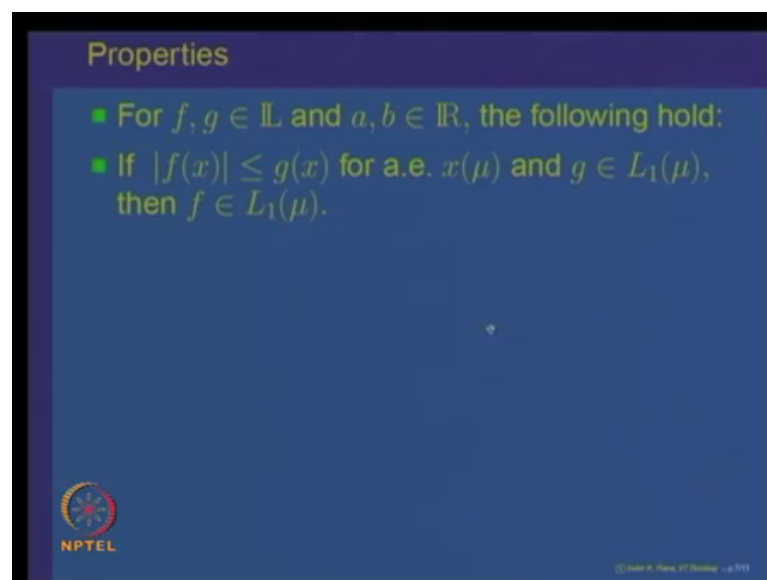 Properties
For f, g ∈ 𝕃 and a, b ∈ ℝ, the following hold:
If |f(x)| ≤ g(x) for a.e. x(μ) and g ∈ L₁(μ),
then f ∈ L₁(μ).
NPTEL